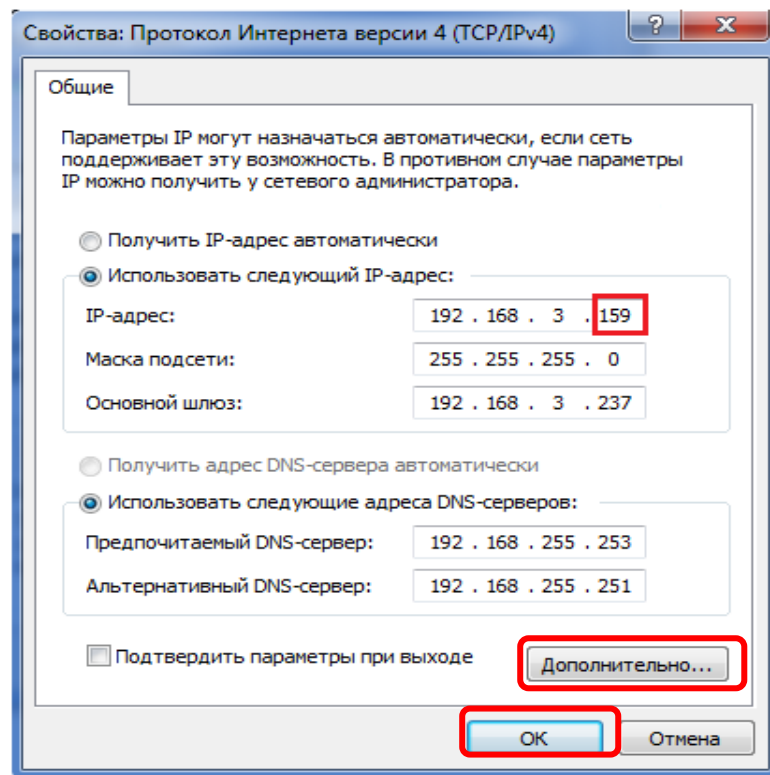 Свойства: Протокол Интернета версии 4 (TCP/IPv4)
?
Общие
Параметры IP могут назначаться автоматически, если сеть
поддерживает эту возможность. В противном случае параметры
IP можно получить у сетевого администратора.
Получить IP-адрес автоматически
Использовать следующий IP-адрес:
IP-адрес: 192 . 168 . 3 . 159
Маска подсети: 255 . 255 . 255 . 0
Основной шлюз: 192 . 168 . 3 . 237
Получить адрес DNS-сервера автоматически
Использовать следующие адреса DNS-серверов:
Предпочитаемый DNS-сервер: 192 . 168 . 255 . 253
Альтернативный DNS-сервер: 192 . 168 . 255 . 251
Подтвердить параметры при выходе
Дополнительно...
ОК Отмена